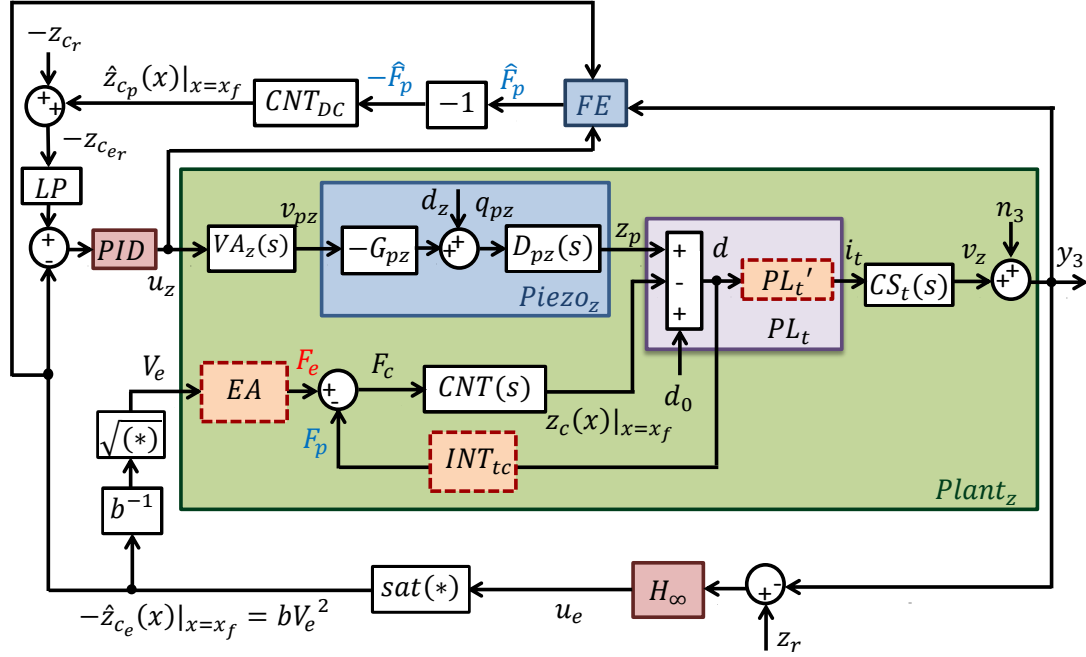 −z_{c_r}
ẑ_{c_p}(x)|_{x=x_f}
−F̂_p
F̂_p
CNT_{DC}
−1
FE
+
+
−z_{c_{er}}
LP
+
-
PID
u_z
VA_z(s)
v_{pz}
−G_{pz}
d_z
q_{pz}
+
+
D_{pz}(s)
Piezo_z
z_p
+
-
+
d
PL_t'
PL_t
d_0
i_t
CS_t(s)
v_z
n_3
+
+
y_3
V_e
EA
F_e
+
-
F_c
CNT(s)
z_c(x)|_{x=x_f}
F_p
INT_{tc}
Plant_z
√(∗)
b^{−1}
−ẑ_{c_e}(x)|_{x=x_f} = bV_e^2
sat(∗)
u_e
H_∞
+
-
z_r